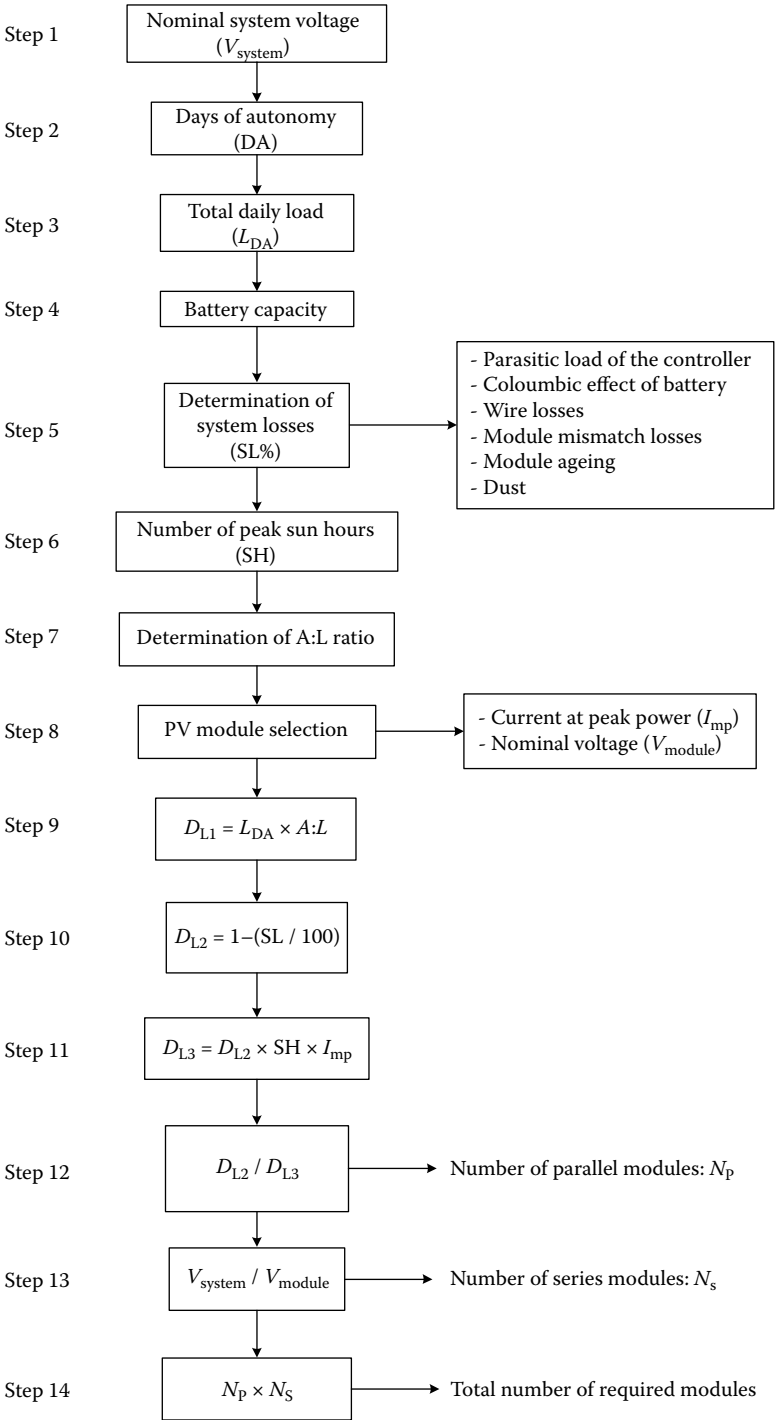 Step 1
Nominal system voltage
(V_system)
Step 2
Days of autonomy
(DA)
Step 3
Total daily load
(L_DA)
Step 4
Battery capacity
Step 5
Determination of
system losses
(SL%)
- Parasitic load of the controller
- Coloumbic effect of battery
- Wire losses
- Module mismatch losses
- Module ageing
- Dust
Step 6
Number of peak sun hours
(SH)
Step 7
Determination of A:L ratio
Step 8
PV module selection
- Current at peak power (I_mp)
- Nominal voltage (V_module)
Step 9
D_L1 = L_DA × A:L
Step 10
D_L2 = 1–(SL / 100)
Step 11
D_L3 = D_L2 × SH × I_mp
Step 12
D_L2 / D_L3
Number of parallel modules: N_P
Step 13
V_system / V_module
Number of series modules: N_s
Step 14
N_P × N_S
Total number of required modules